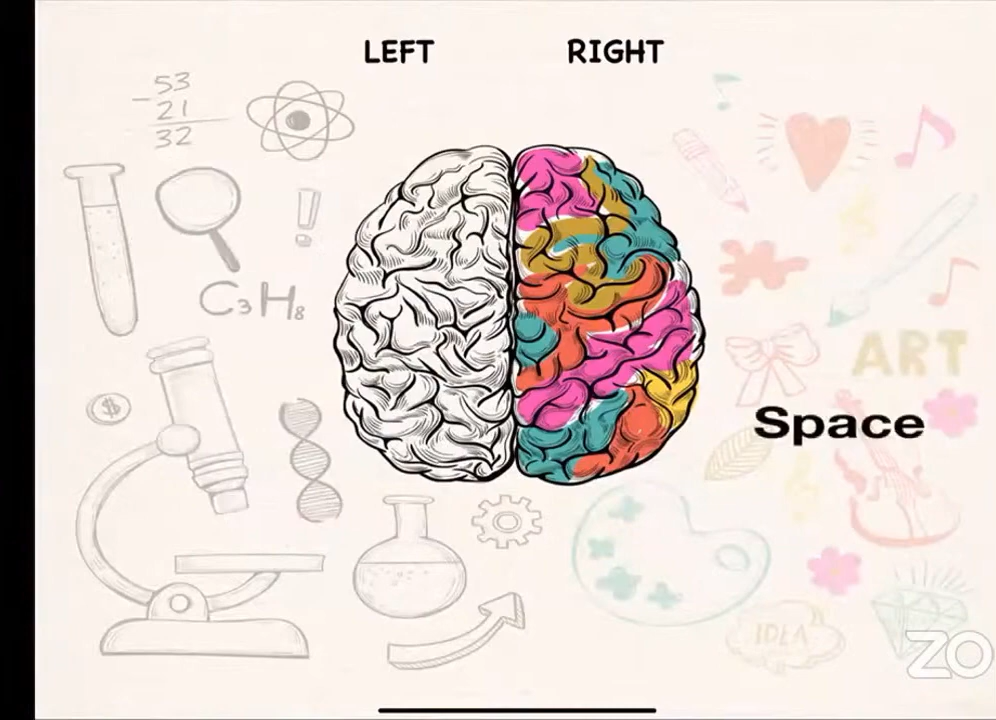 LEFT RIGHT
53
- 21
32
!
C₃H₈
$
ART
Space
IDEA
ZO